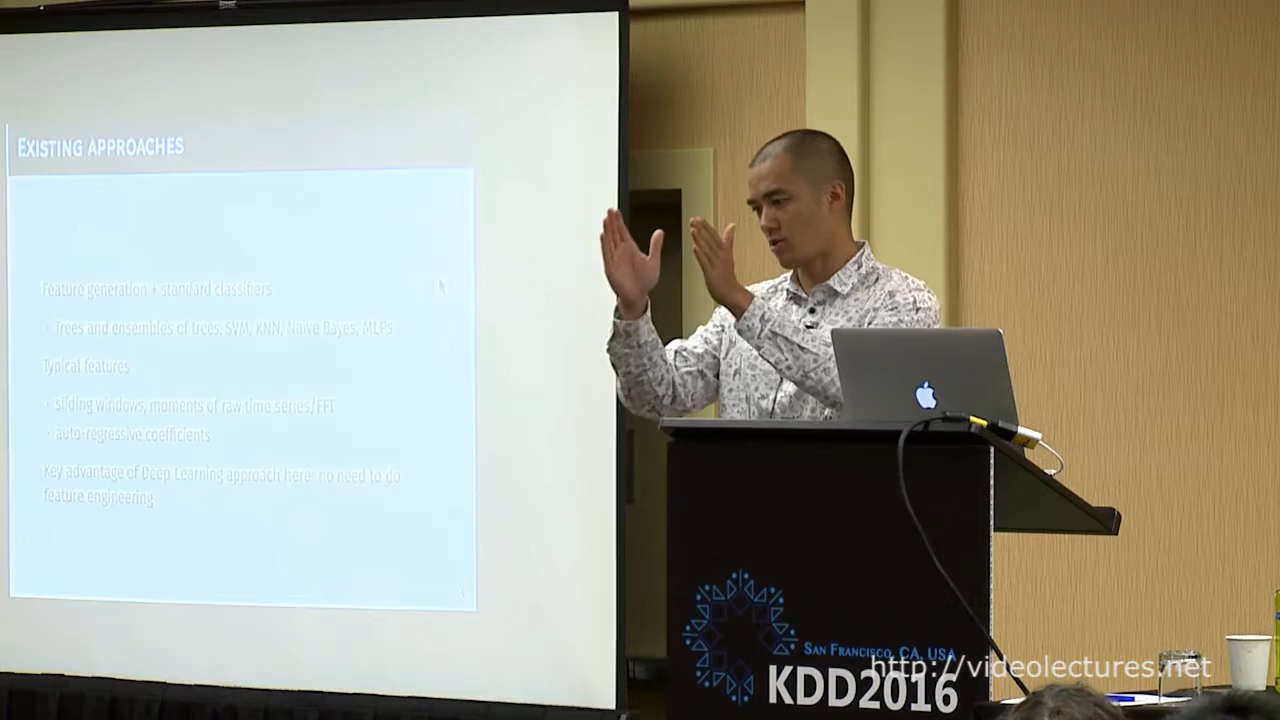 EXISTING APPROACHES
Feature generation + standard classifiers
Trees and ensembles of trees, SVM, KNN, Naive Bayes, MLPs
Typical features
sliding windows, moments of raw time series/FFT
auto-regressive coefficients
Key advantage of Deep Learning approach here: no need to do
feature engineering
SAN FRANCISCO, CA, USA
KDD2016
http://videolectures.net